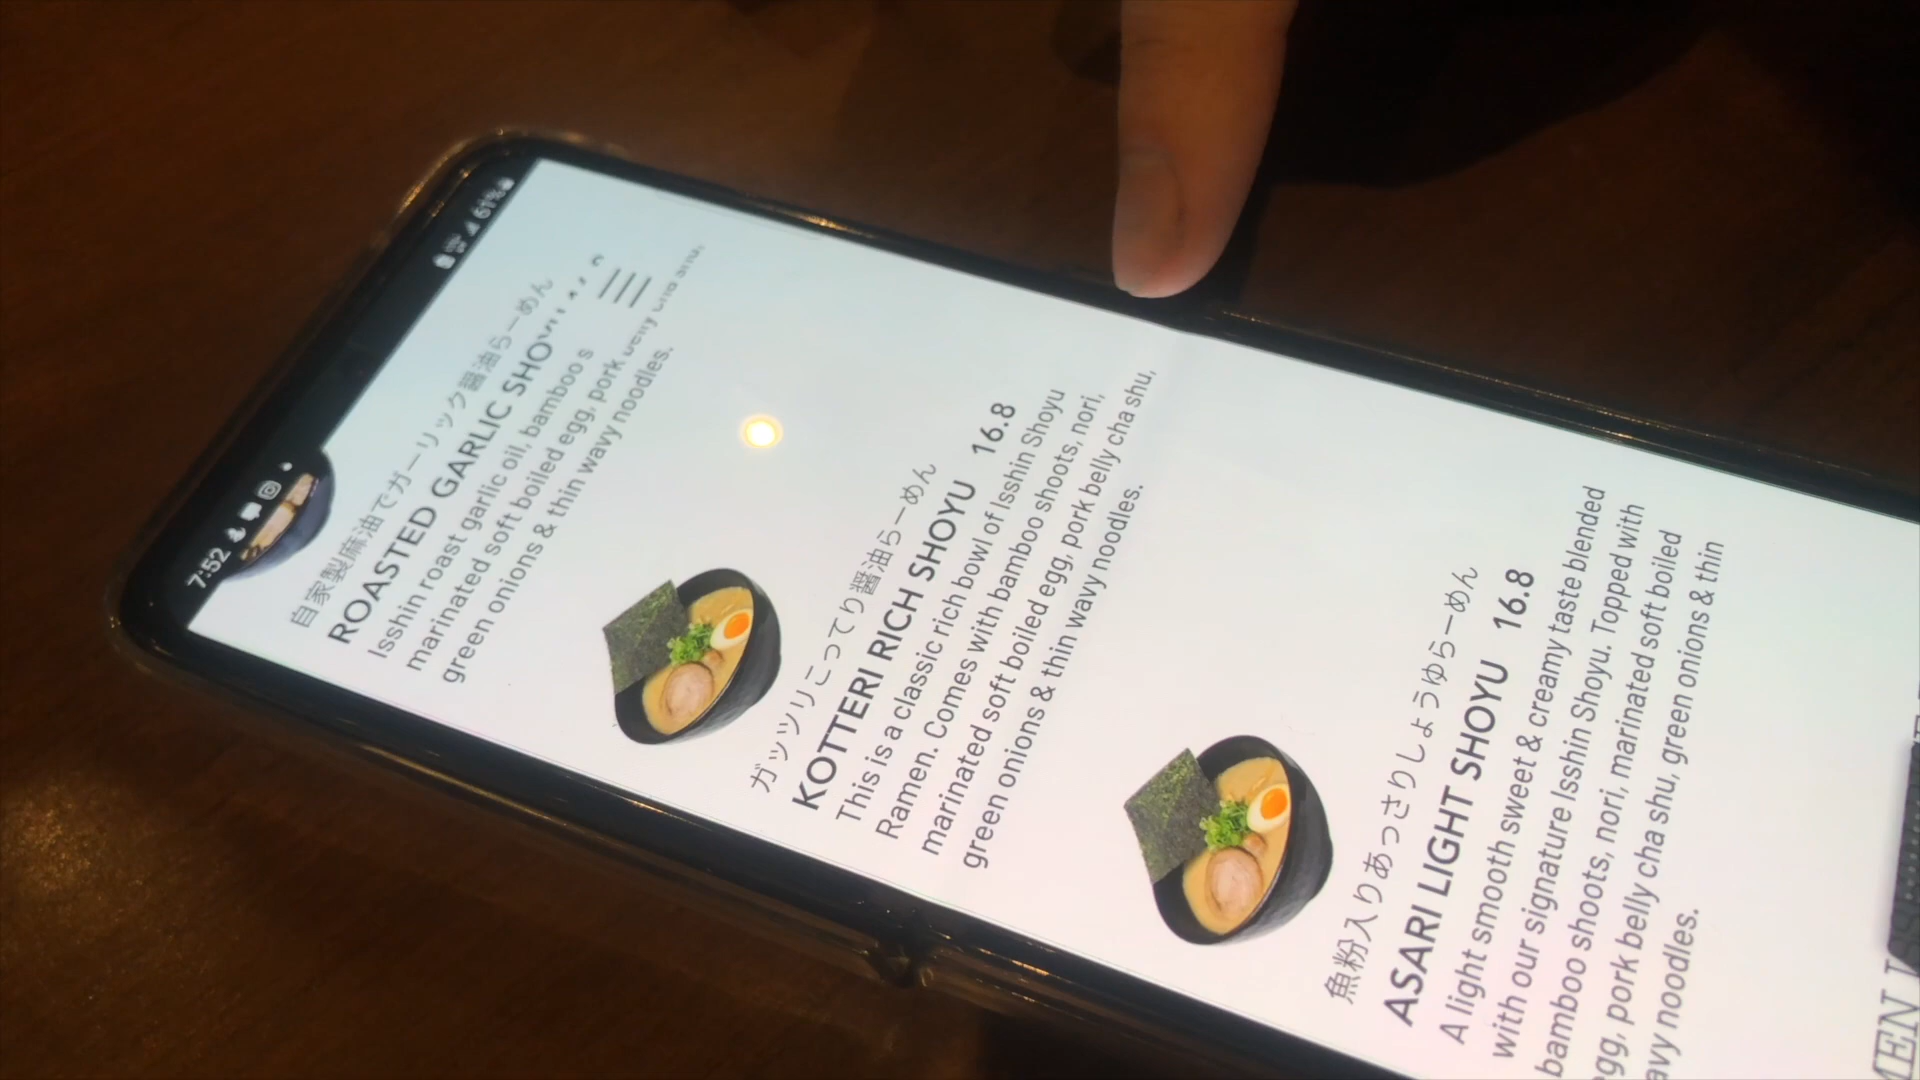 7:52
61%
自家製麻油でガーリック醤油らーめん
ROASTED GARLIC SHOYU
Isshin roast garlic oil, bamboo s
marinated soft boiled egg, pork belly cha shu,
green onions & thin wavy noodles.
ガッツリこってり醤油らーめん
KOTTERI RICH SHOYU 16.8
This is a classic rich bowl of Isshin Shoyu
Ramen. Comes with bamboo shoots, nori,
marinated soft boiled egg, pork belly cha shu,
green onions & thin wavy noodles.
魚粉入りあっさりしょうゆらーめん
ASARI LIGHT SHOYU 16.8
A light smooth sweet & creamy taste blended
with our signature Isshin Shoyu. Topped with
bamboo shoots, nori, marinated soft boiled
egg, pork belly cha shu, green onions & thin
avy noodles.
MEN